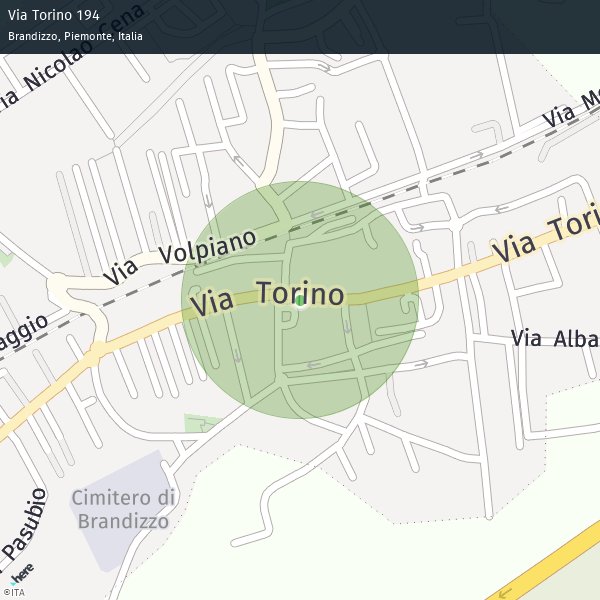 Via Torino 194
Brandizzo, Piemonte, Italia
Via Nicolao Cena
Via Mo
Via Volpiano
Via Torino
Via Tori
aggio
Via Alba
Cimitero di
Brandizzo
Pasubio
here
©ITA